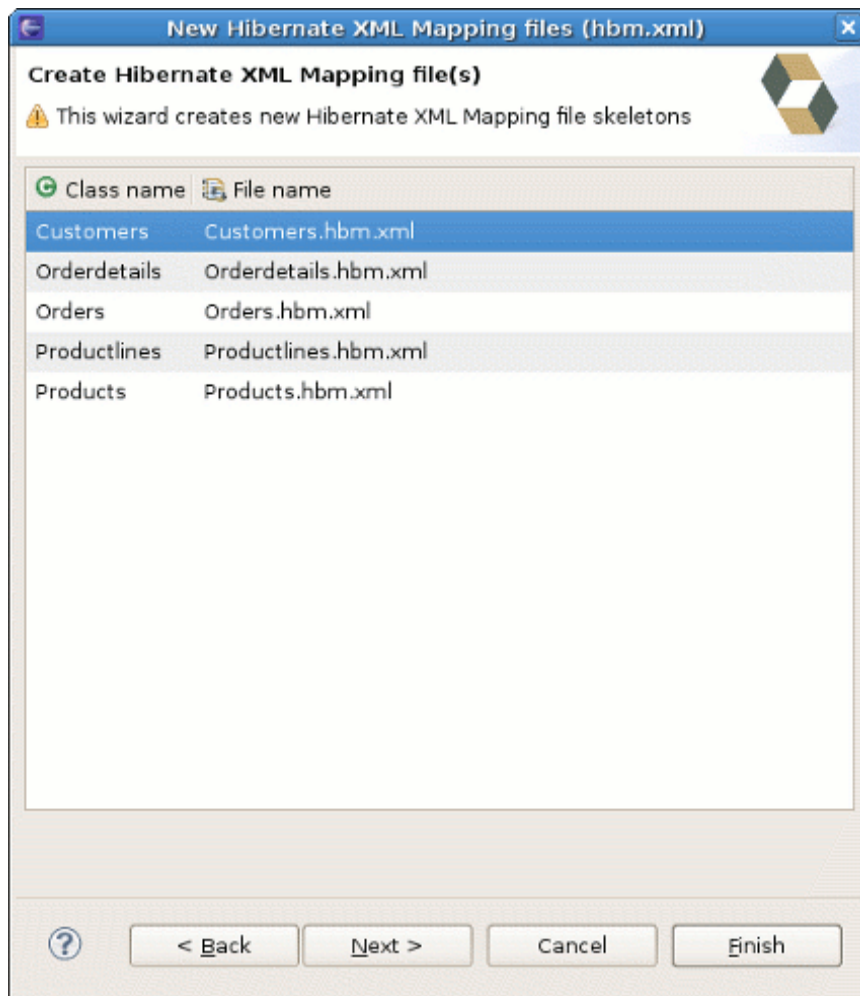 New Hibernate XML Mapping files (hbm.xml)
Create Hibernate XML Mapping file(s)
This wizard creates new Hibernate XML Mapping file skeletons
Class name File name
Customers Customers.hbm.xml
Orderdetails Orderdetails.hbm.xml
Orders Orders.hbm.xml
Productlines Productlines.hbm.xml
Products Products.hbm.xml
< Back Next > Cancel Finish